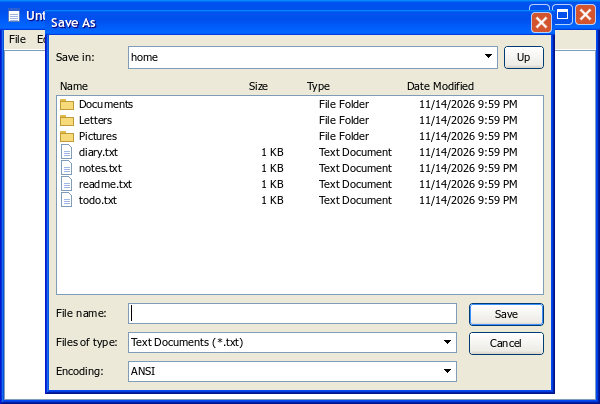 Unt
Save As
File
Save in: home Up
Name Size Type Date Modified
Documents File Folder 11/14/2026 9:59 PM
Letters File Folder 11/14/2026 9:59 PM
Pictures File Folder 11/14/2026 9:59 PM
diary.txt 1 KB Text Document 11/14/2026 9:59 PM
notes.txt 1 KB Text Document 11/14/2026 9:59 PM
readme.txt 1 KB Text Document 11/14/2026 9:59 PM
todo.txt 1 KB Text Document 11/14/2026 9:59 PM
File name: Save
Files of type: Text Documents (*.txt) Cancel
Encoding: ANSI